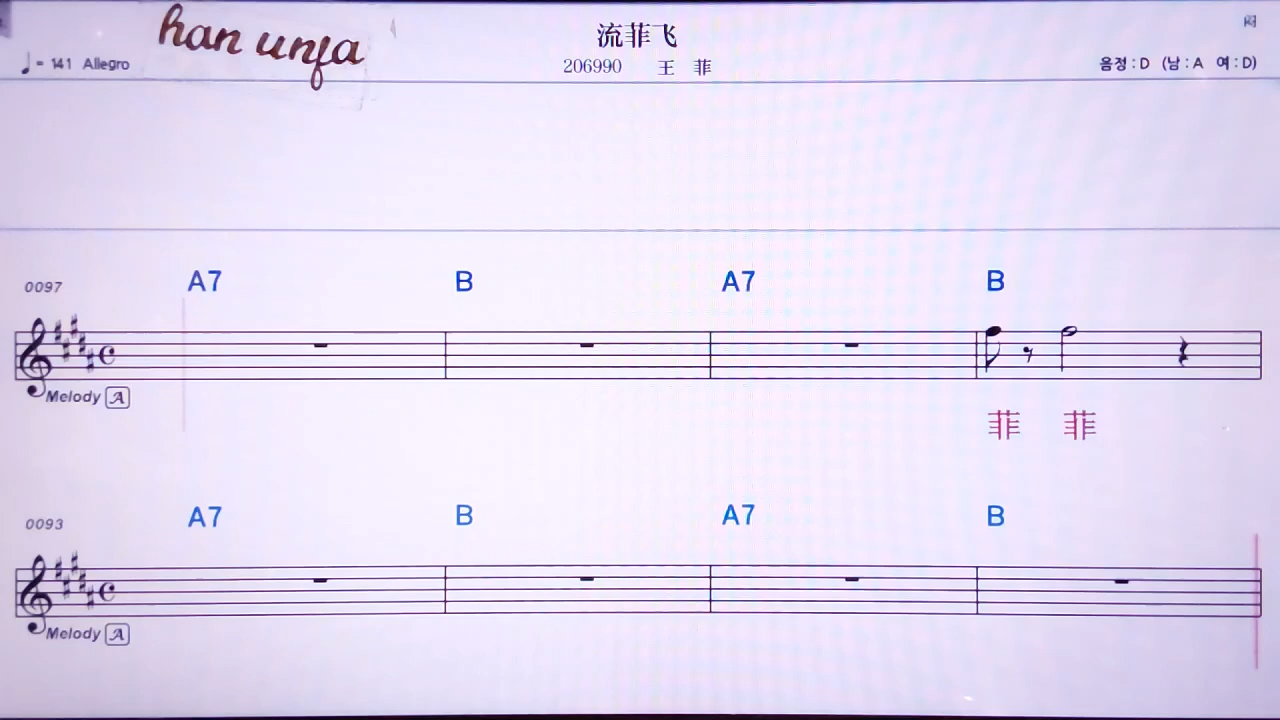 han unfa
流菲飞
闷
♩= 141 Allegro
206990 王 菲
음정 : D (남 : A 여 : D)
A7 B A7 B
0097
Melody A
菲 菲
A7 B A7 B
0093
Melody A